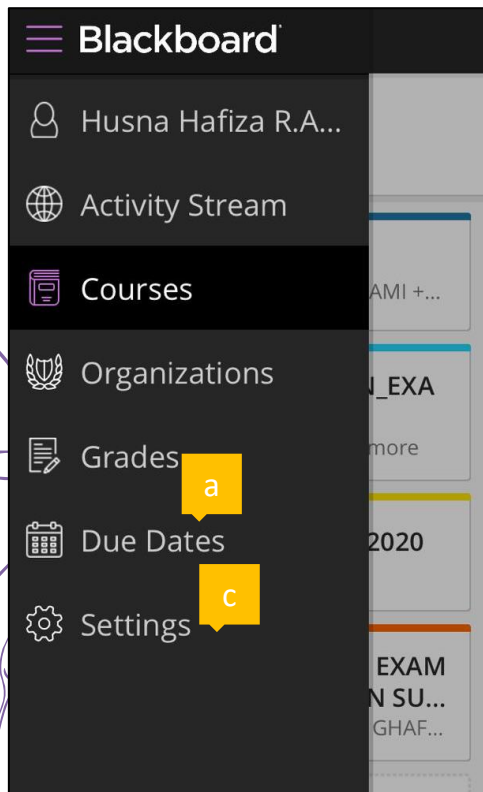 Blackboard
Husna Hafiza R.A...
Activity Stream
Courses
AMI +...
Organizations
N_EXA
more
Grades
a
Due Dates
2020
c
Settings
EXAM
N SU...
GHAF...